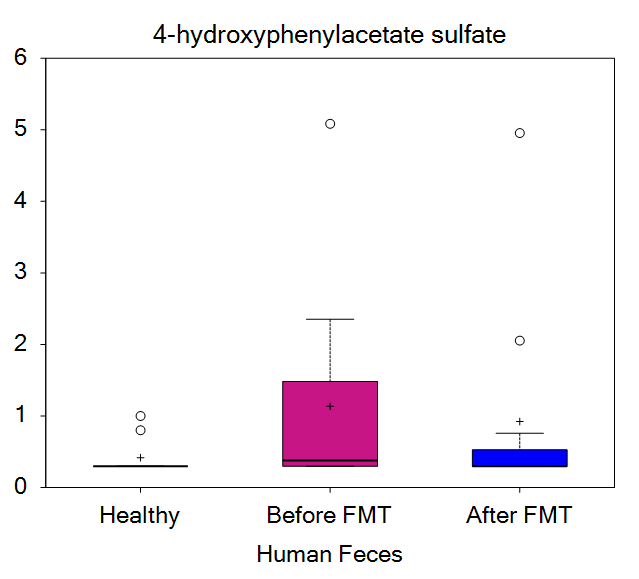 4-hydroxyphenylacetate sulfate
6
5
4
3
2
1
0
Healthy
Before FMT
After FMT
Human Feces